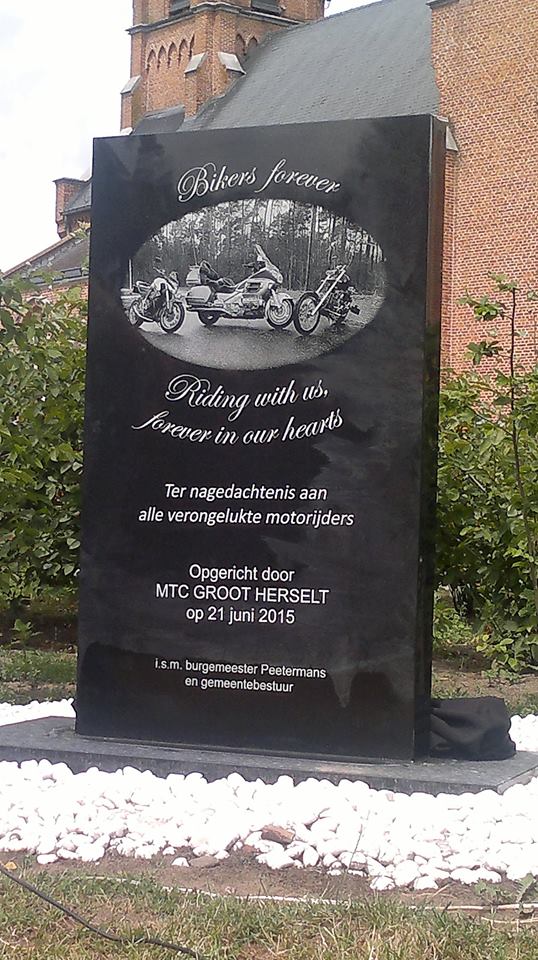 Bikers forever
Riding with us,
forever in our hearts
Ter nagedachtenis aan
alle verongelukte motorijders
Opgericht door
MTC GROOT HERSELT
op 21 juni 2015
i.s.m. burgemeester Peetermans
en gemeentebestuur